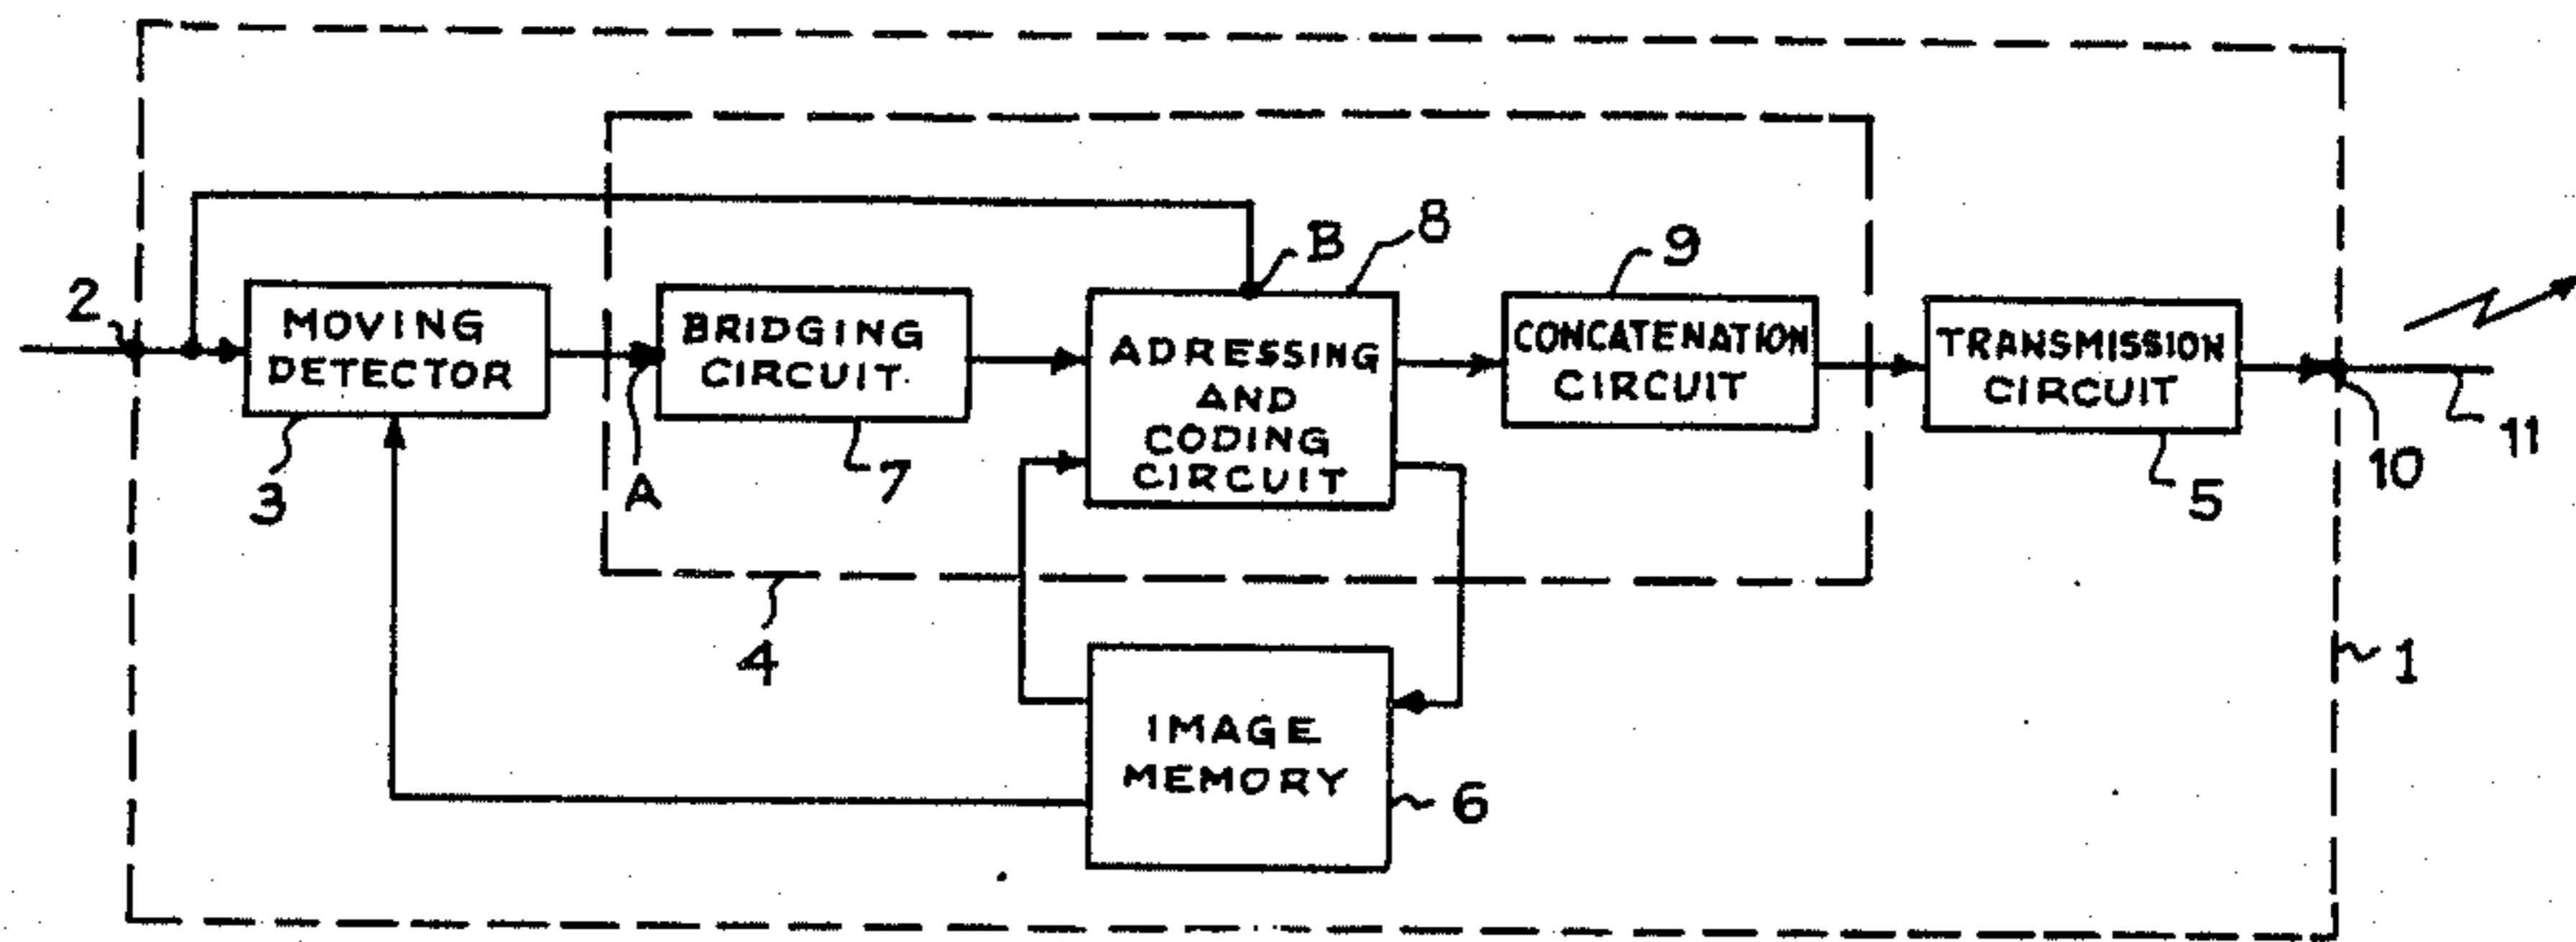 2
MOVING
DETECTOR
3
A
BRIDGING
CIRCUIT
7
B
8
ADRESSING
AND
CODING
CIRCUIT
9
CONCATENATION
CIRCUIT
TRANSMISSION
CIRCUIT
5
10
11
4
IMAGE
MEMORY
6
1